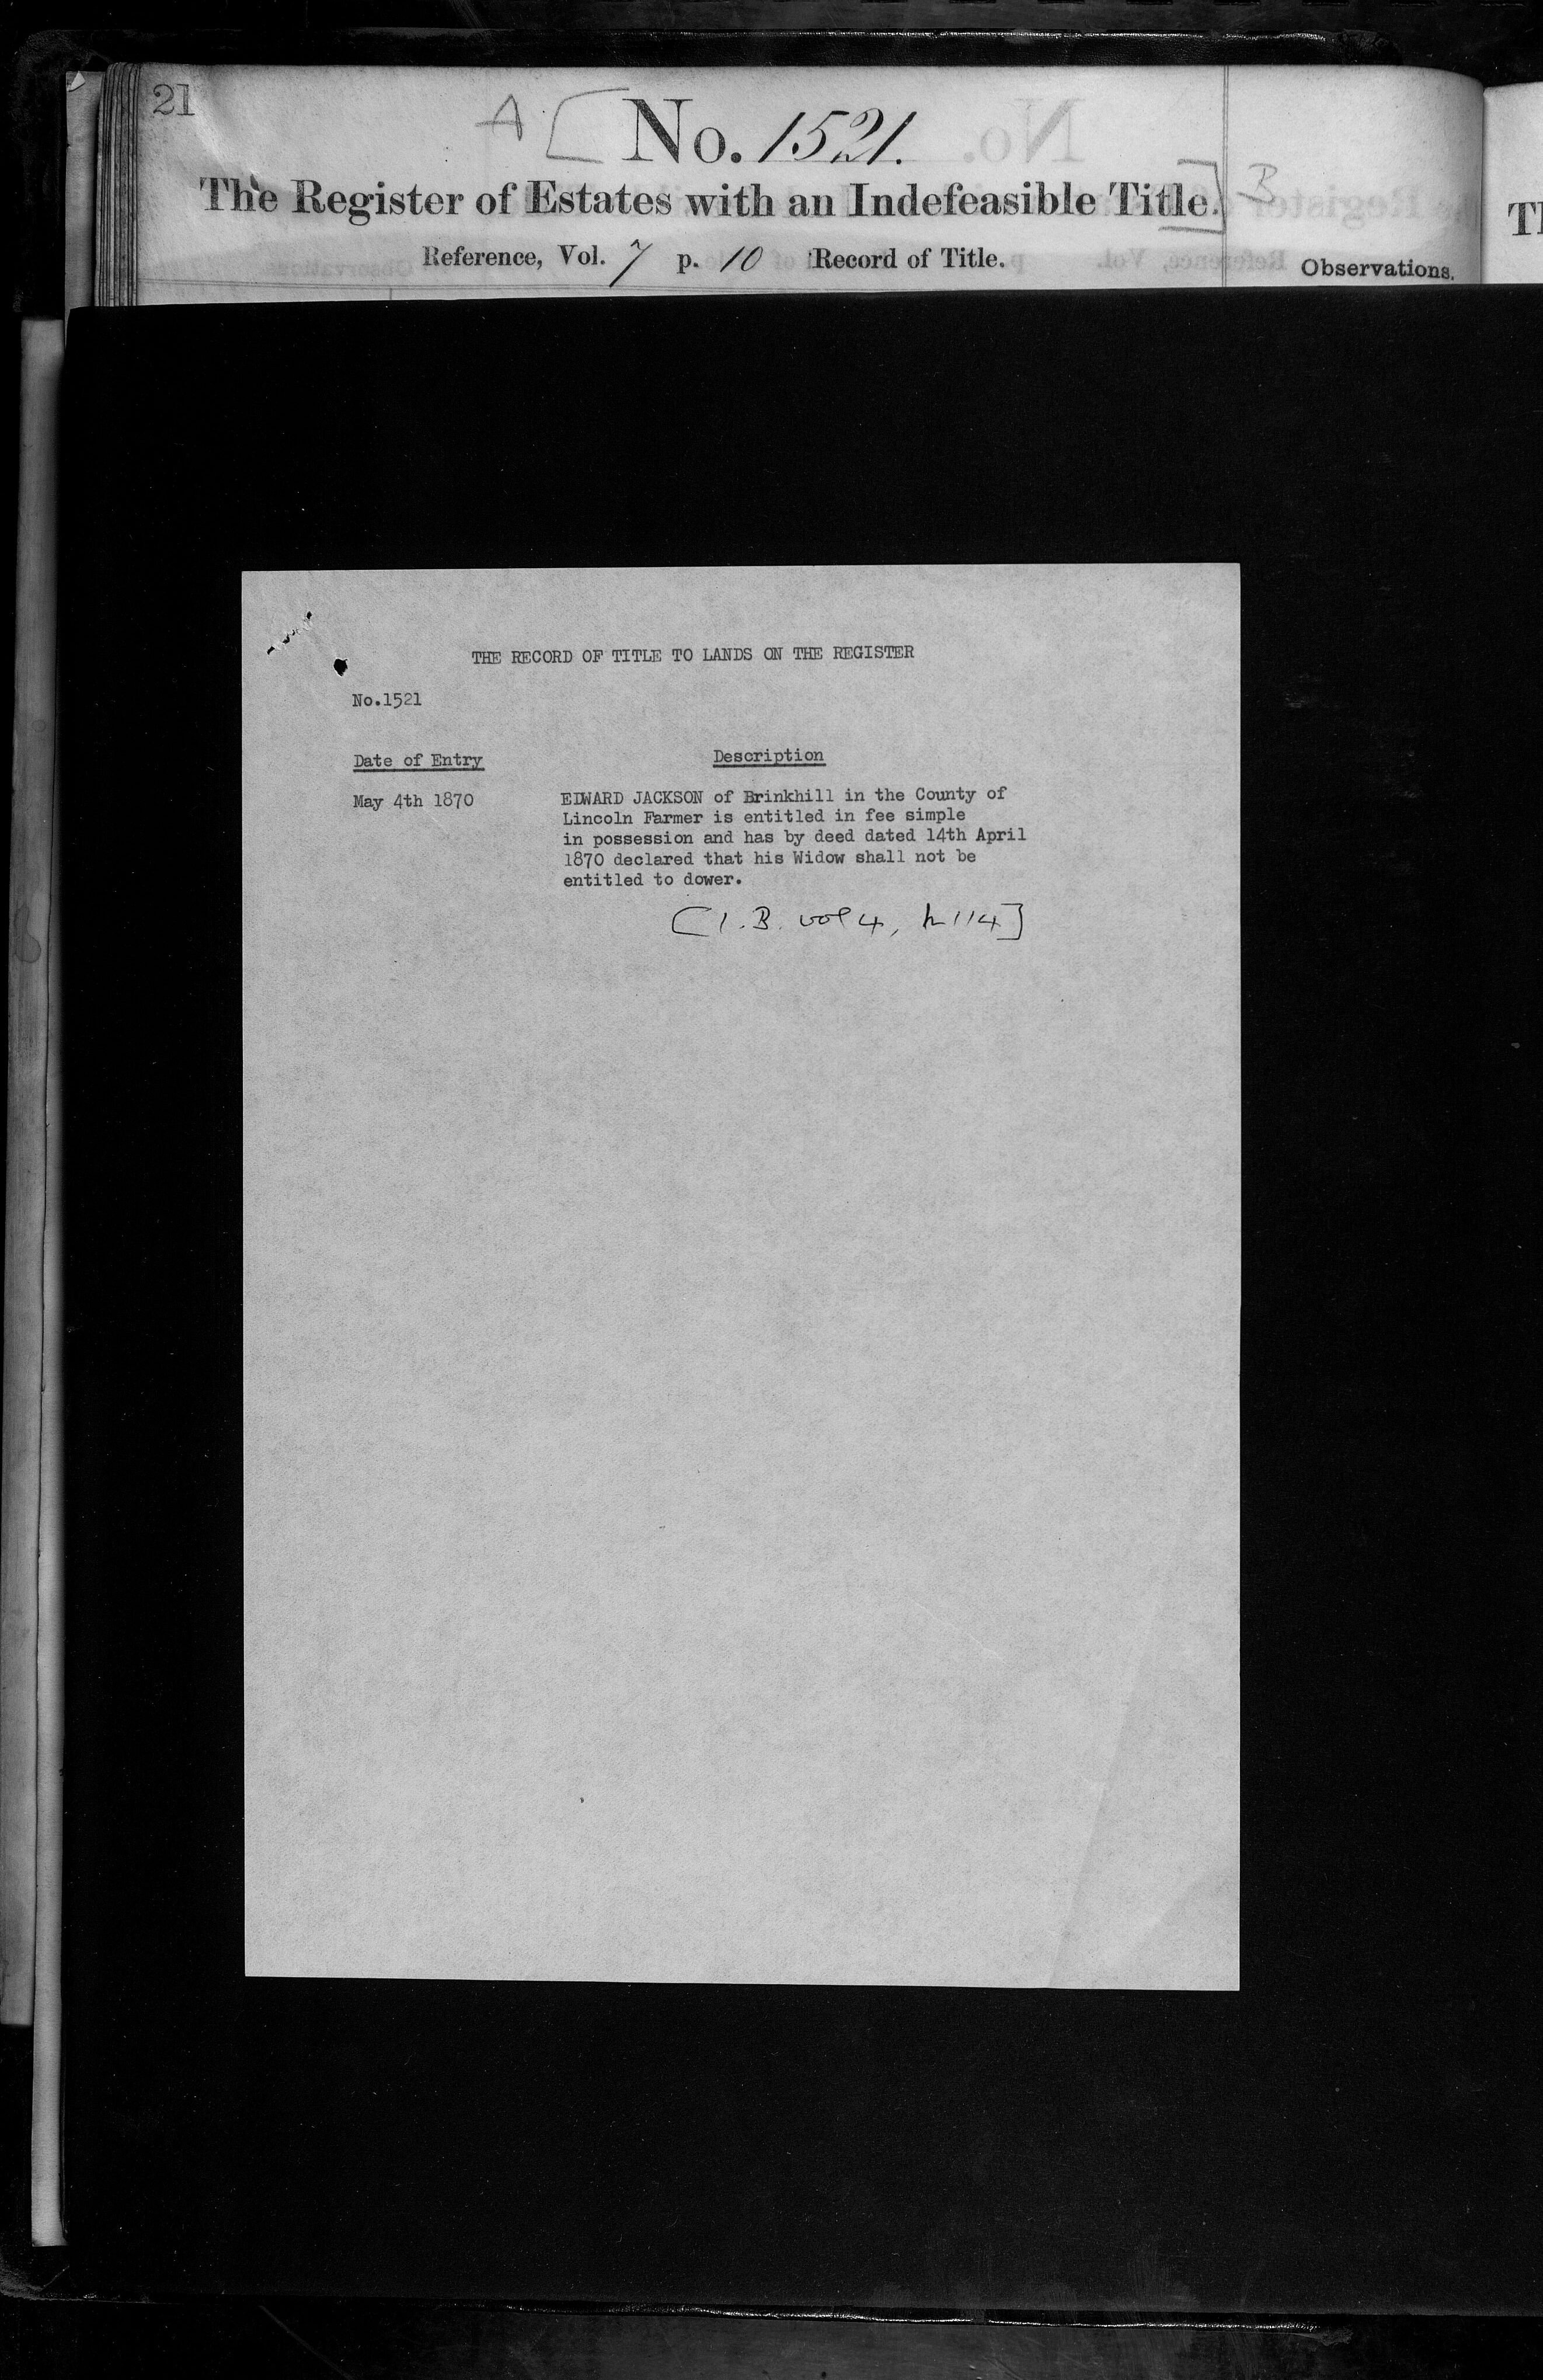 21
A [ No. 1521.
The Register of Estates with an Indefeasible Title. ] B
Reference, Vol. 7 p. 10 Record of Title.
Observations.
THE RECORD OF TITLE TO LANDS ON THE REGISTER
No.1521
Date of Entry
Description
May 4th 1870
EDWARD JACKSON of Brinkhill in the County of
Lincoln Farmer is entitled in fee simple
in possession and has by deed dated 14th April
1870 declared that his Widow shall not be
entitled to dower.
[1.B. vol 4, p 114]